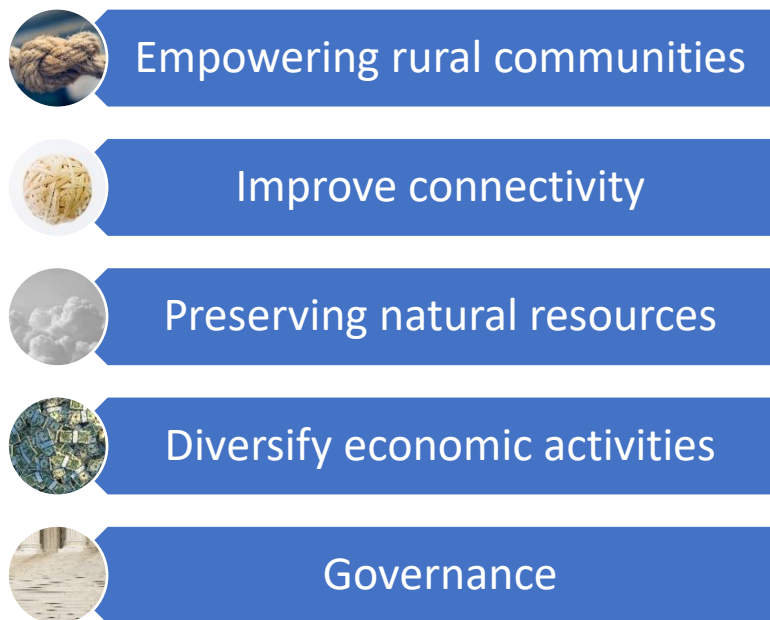 Empowering rural communities
Improve connectivity
Preserving natural resources
Diversify economic activities
Governance